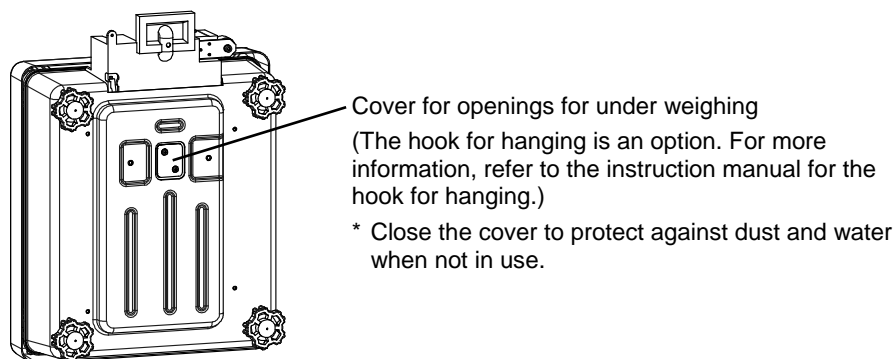 Cover for openings for under weighing
(The hook for hanging is an option. For more
information, refer to the instruction manual for the
hook for hanging.)
* Close the cover to protect against dust and water
when not in use.